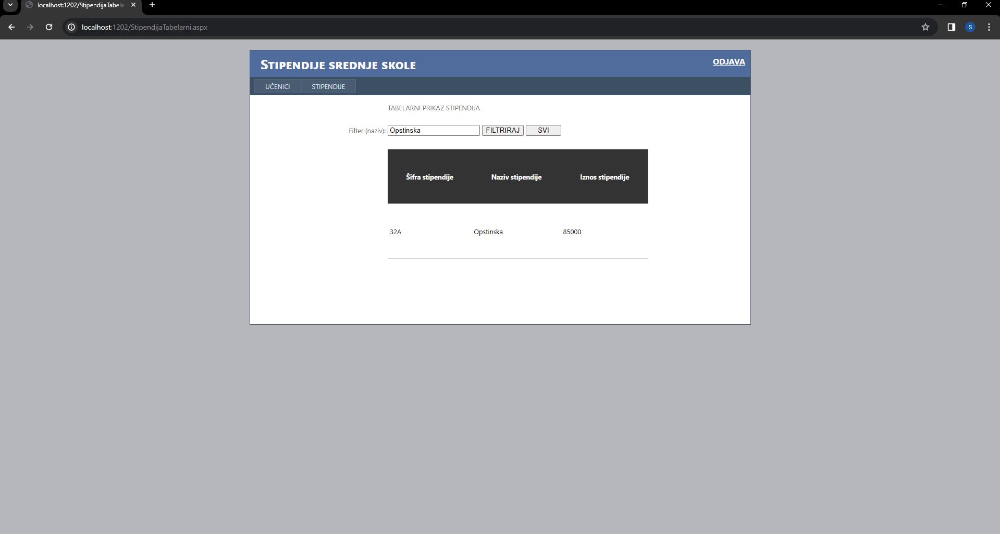 localhost:1202/StipendijaTabela
localhost:1202/StipendijaTabelarni.aspx
S
Stipendije srednje skole
ODJAVA
UČENICI STIPENDIJE
TABELARNI PRIKAZ STIPENDIJA
Filter (naziv): Opstinska FILTRIRAJ SVI
Šifra stipendije Naziv stipendije Iznos stipendije
32A Opstinska 85000